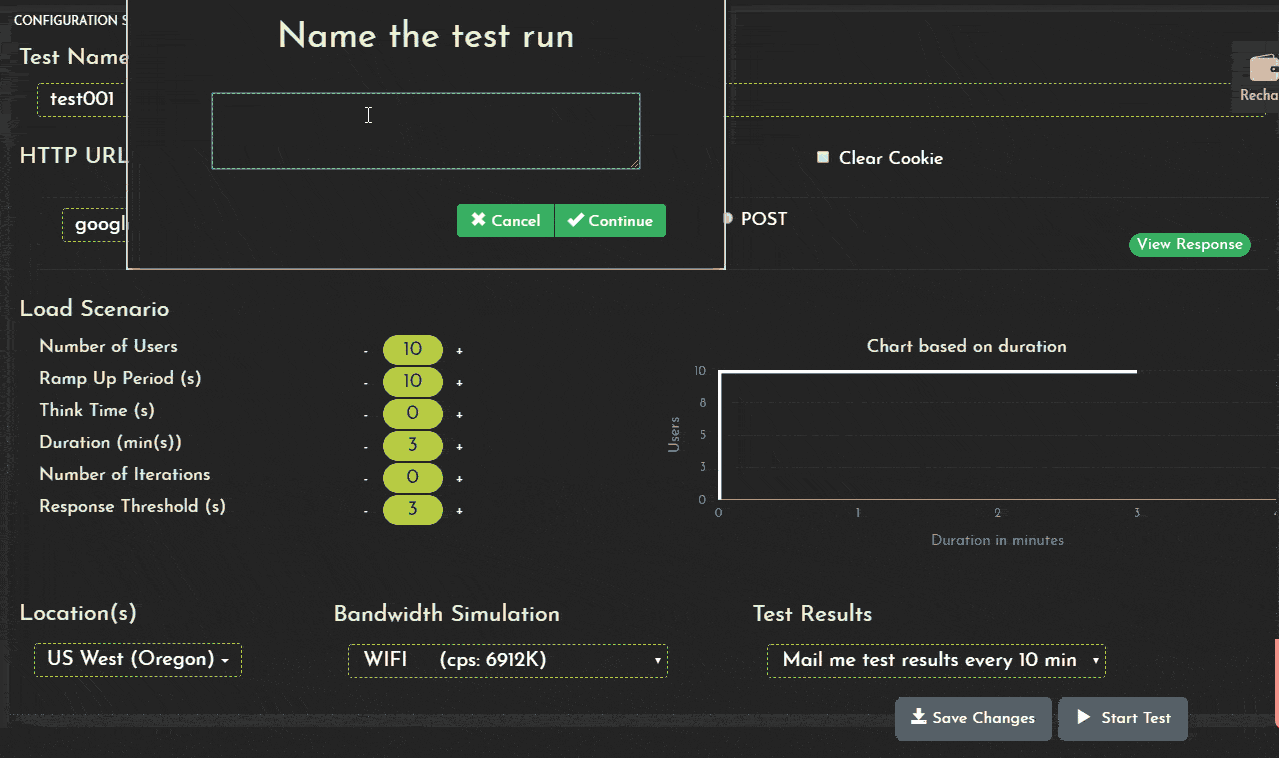 CONFIGURATION S
Name the test run
Test Name
test001
Recha
HTTP URL
Clear Cookie
googl
POST
✖ Cancel ✔ Continue
View Response
Load Scenario
Number of Users - 10 +
Ramp Up Period (s) - 10 +
Think Time (s) - 0 +
Duration (min(s)) - 3 +
Number of Iterations - 0 +
Response Threshold (s) - 3 +
Chart based on duration
10
8
5
3
0
Users
0 1 2 3 4
Duration in minutes
Location(s)
US West (Oregon)
Bandwidth Simulation
WIFI (cps: 6912K)
Test Results
Mail me test results every 10 min
Save Changes
Start Test